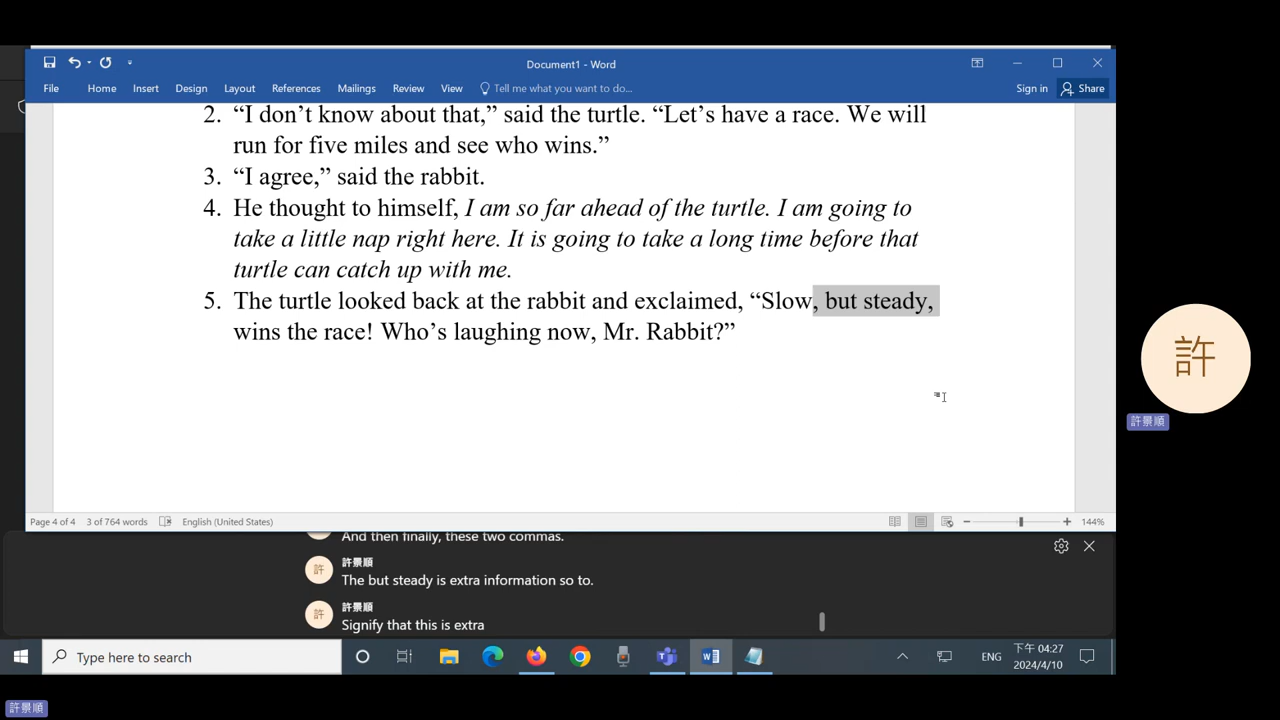 Document1 - Word
File Home Insert Design Layout References Mailings Review View Tell me what you want to do... Sign in Share
2. “I don’t know about that,” said the turtle. “Let’s have a race. We will
run for five miles and see who wins.”
3. “I agree,” said the rabbit.
4. He thought to himself, I am so far ahead of the turtle. I am going to
take a little nap right here. It is going to take a long time before that
turtle can catch up with me.
5. The turtle looked back at the rabbit and exclaimed, “Slow, but steady,
wins the race! Who’s laughing now, Mr. Rabbit?”
許
許景順
Page 4 of 4 3 of 764 words English (United States) 144%
And then finally, these two commas.
許景順
許 The but steady is extra information so to.
許景順
許 Signify that this is extra
Type here to search
ENG
下午 04:27
2024/4/10
許景順